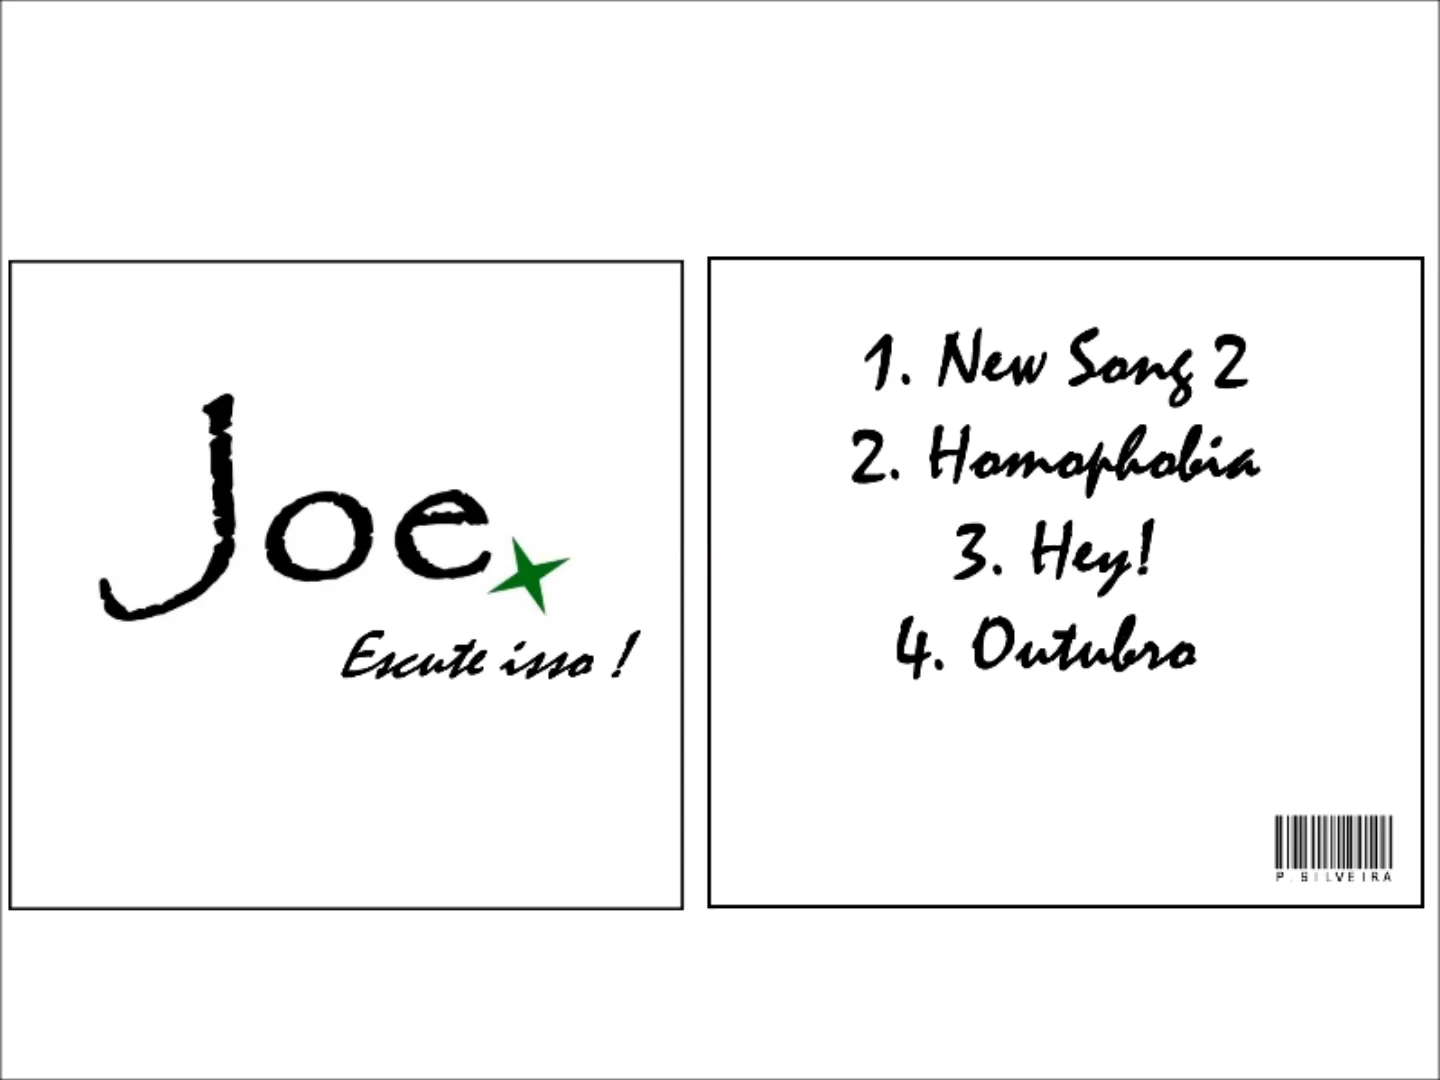 Joe
Escute isso !
1. New Song 2
2. Homophobia
3. Hey!
4. Outubro
P.SILVEIRA